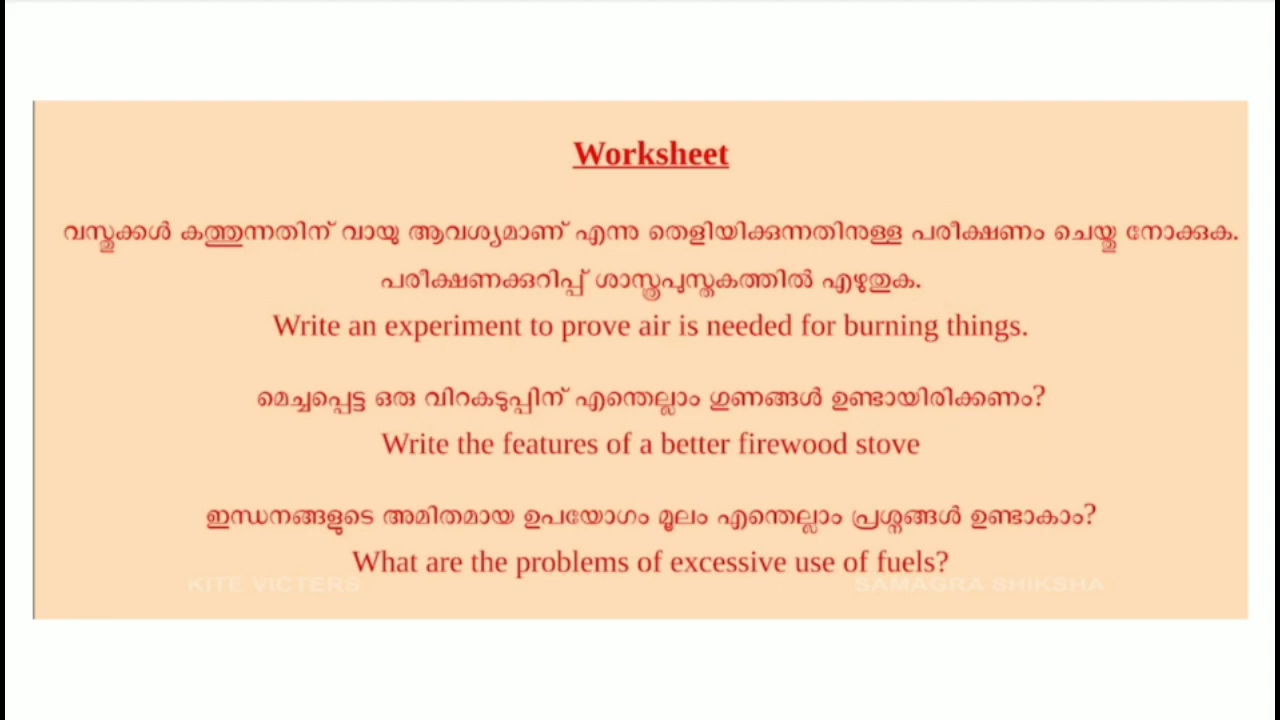 Worksheet
വസ്തുക്കൾ കത്തുന്നതിന് വായു ആവശ്യമാണ് എന്നു തെളിയിക്കുന്നതിനുള്ള പരീക്ഷണം ചെയ്തു നോക്കുക.
പരീക്ഷണക്കുറിപ്പ് ശാസ്ത്രപുസ്തകത്തിൽ എഴുതുക.
Write an experiment to prove air is needed for burning things.
മെച്ചപ്പെട്ട ഒരു വിറകടുപ്പിന് എന്തെല്ലാം ഗുണങ്ങൾ ഉണ്ടായിരിക്കണം?
Write the features of a better firewood stove
ഇന്ധനങ്ങളുടെ അമിതമായ ഉപയോഗം മൂലം എന്തെല്ലാം പ്രശ്നങ്ങൾ ഉണ്ടാകാം?
What are the problems of excessive use of fuels?
KITE VICTERS SAMAGRA SHIKSHA